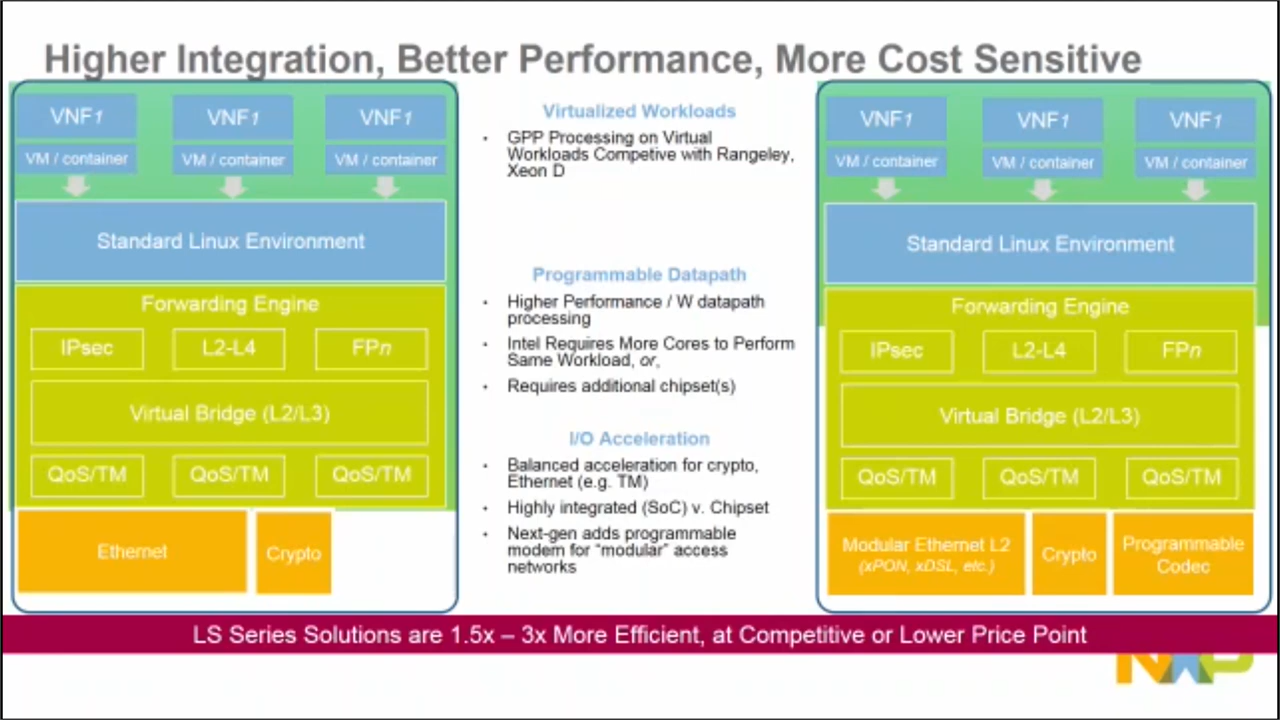 Higher Integration, Better Performance, More Cost Sensitive
VNF1
VNF1
VNF1
VM / container
VM / container
VM / container
Standard Linux Environment
Forwarding Engine
IPsec
L2-L4
FPn
Virtual Bridge (L2/L3)
QoS/TM
QoS/TM
QoS/TM
Ethernet
Crypto
Virtualized Workloads
• GPP Processing on Virtual
Workloads Competive with Rangeley,
Xeon D
Programmable Datapath
• Higher Performance / W datapath
processing
• Intel Requires More Cores to Perform
Same Workload, or,
• Requires additional chipset(s)
I/O Acceleration
• Balanced acceleration for crypto,
Ethernet (e.g. TM)
• Highly integrated (SoC) v. Chipset
• Next-gen adds programmable
modem for "modular" access
networks
VNF1
VNF1
VNF1
VM / container
VM / container
VM / container
Standard Linux Environment
Forwarding Engine
IPsec
L2-L4
FPn
Virtual Bridge (L2/L3)
QoS/TM
QoS/TM
QoS/TM
Modular Ethernet L2
(xPON, xDSL, etc.)
Crypto
Programmable
Codec
LS Series Solutions are 1.5x – 3x More Efficient, at Competitive or Lower Price Point
NXP